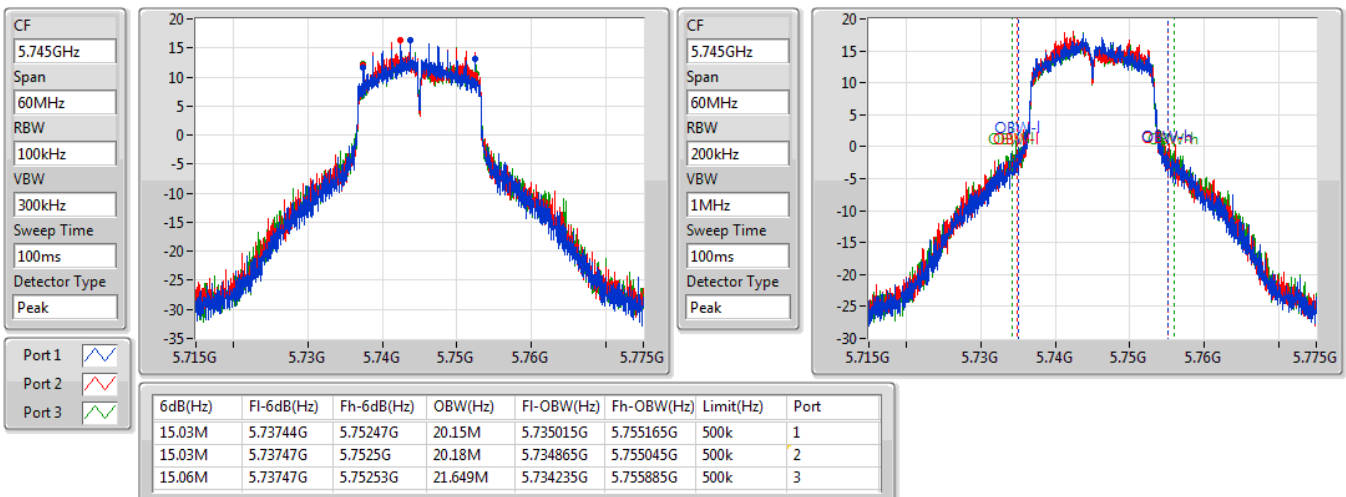 CF
5.745GHz
Span
60MHz
RBW
100kHz
VBW
300kHz
Sweep Time
100ms
Detector Type
Peak
20
15
10
5
0
-5
-10
-15
-20
-25
-30
-35
5.715G 5.73G 5.74G 5.75G 5.76G 5.775G
CF
5.745GHz
Span
60MHz
RBW
200kHz
VBW
1MHz
Sweep Time
100ms
Detector Type
Peak
20
15
10
5
0
-5
-10
-15
-20
-25
-30
OBW-l
OBW-h
5.715G 5.73G 5.74G 5.75G 5.76G 5.775G
Port 1
Port 2
Port 3
6dB(Hz) Fl-6dB(Hz) Fh-6dB(Hz) OBW(Hz) Fl-OBW(Hz) Fh-OBW(Hz) Limit(Hz) Port
15.03M 5.73744G 5.75247G 20.15M 5.735015G 5.755165G 500k 1
15.03M 5.73747G 5.7525G 20.18M 5.734865G 5.755045G 500k 2
15.06M 5.73747G 5.75253G 21.649M 5.734235G 5.755885G 500k 3